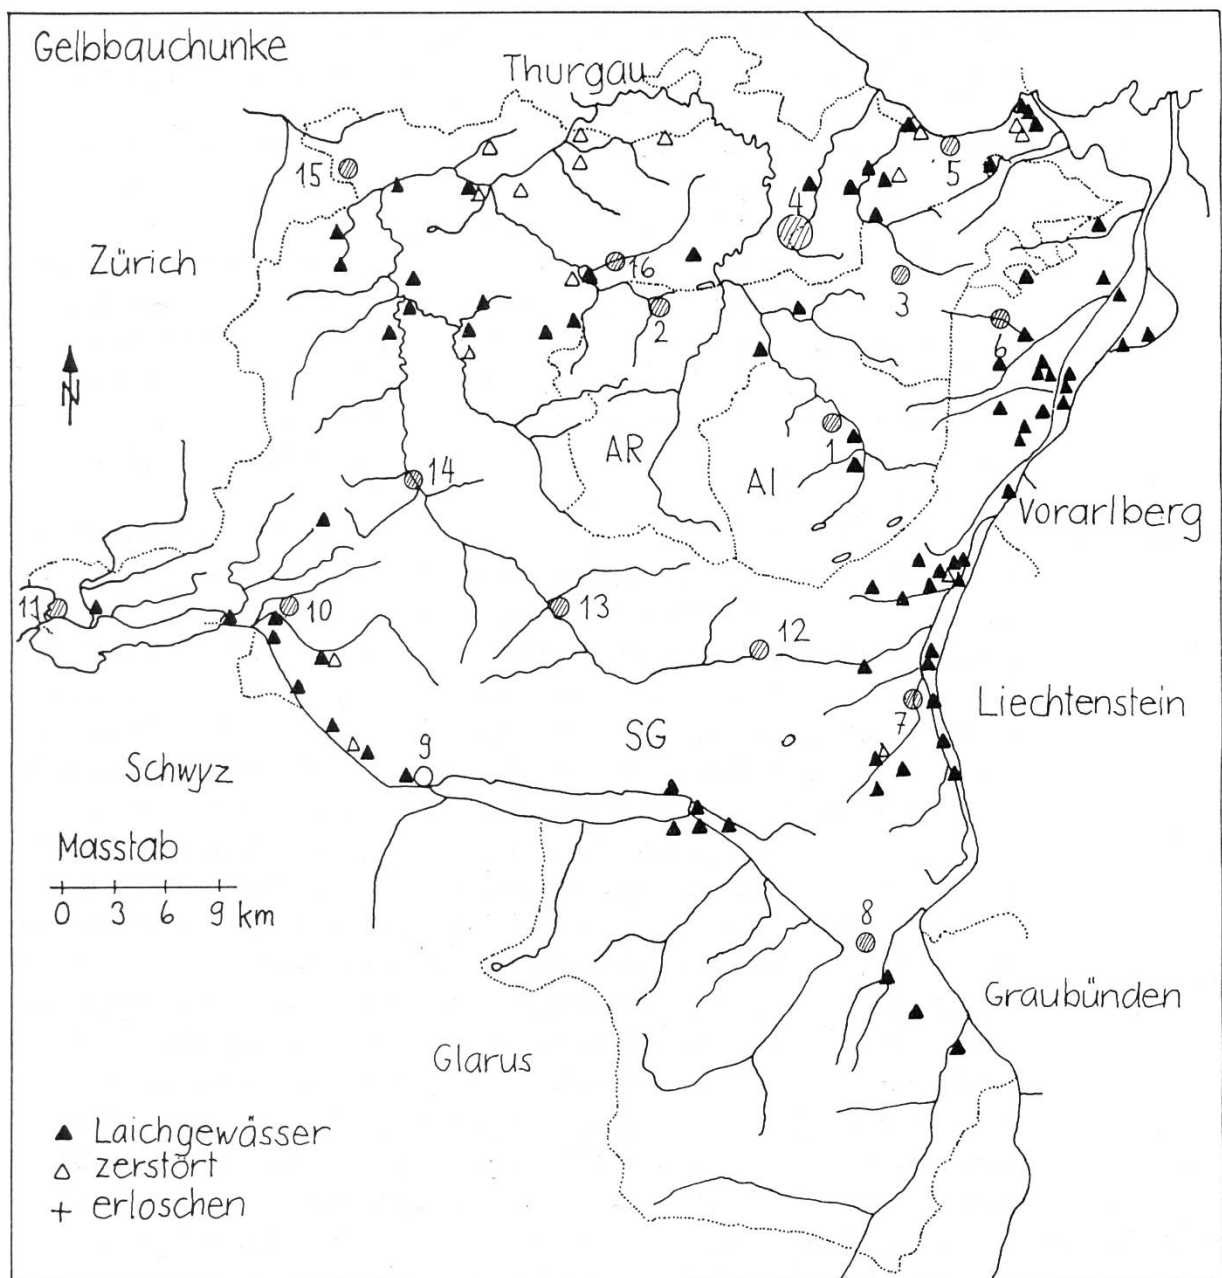 Gelbbauchunke
Thurgau
15
4
5
Zürich
16
3
2
6
N
1
AR
AI
14
Vorarlberg
11
10
13
12
7
Liechtenstein
SG
9
Schwyz
Masstab
0 3 6 9 km
8
Graubünden
Glarus
Laichgewässer
zerstört
erloschen